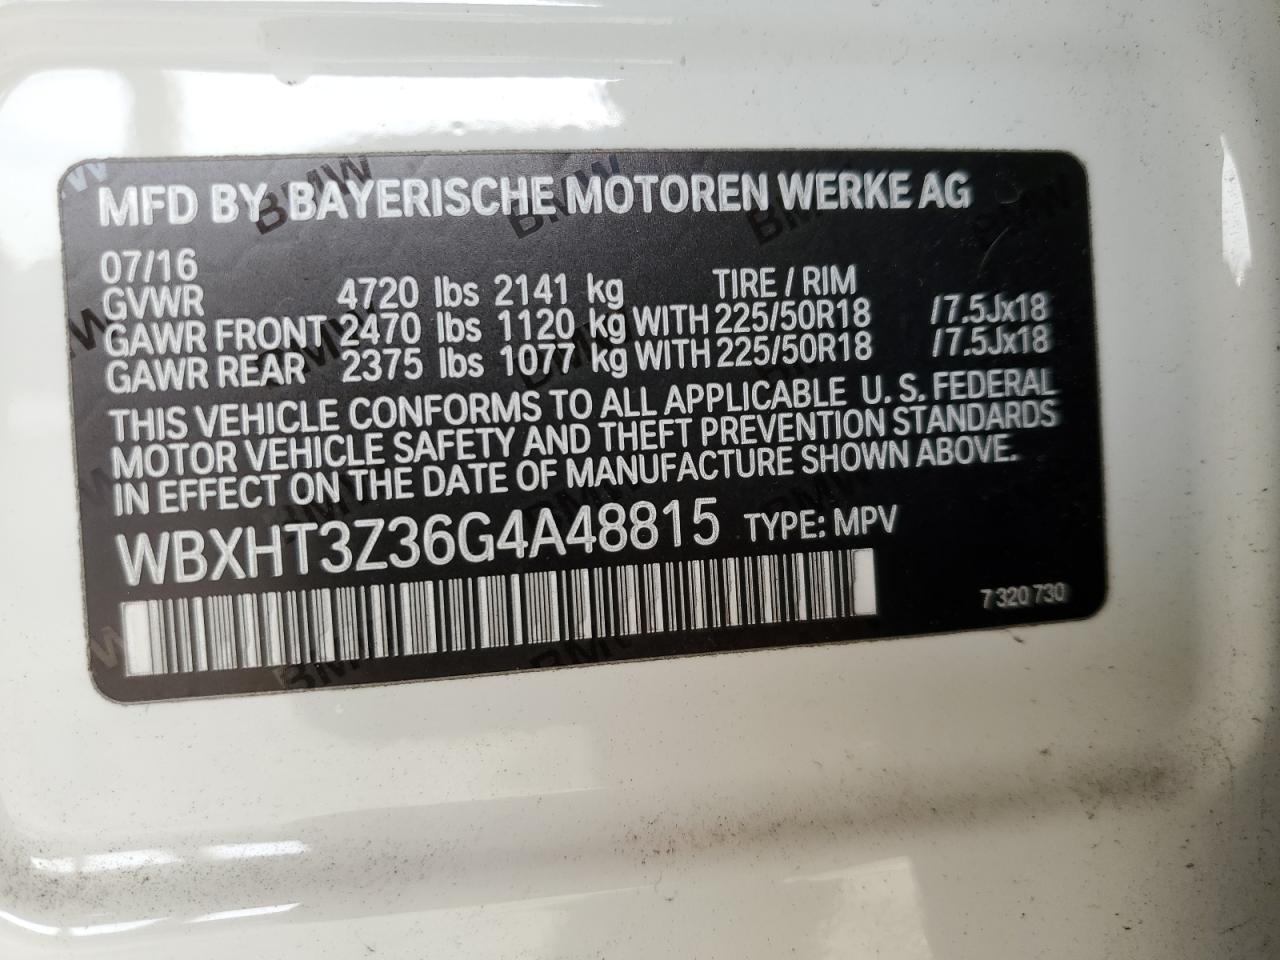 MFD BY BAYERISCHE MOTOREN WERKE AG
07/16
GVWR 4720 lbs 2141 kg TIRE / RIM
GAWR FRONT 2470 lbs 1120 kg WITH 225/50R18 /7.5Jx18
GAWR REAR 2375 lbs 1077 kg WITH 225/50R18 /7.5Jx18
THIS VEHICLE CONFORMS TO ALL APPLICABLE U.S. FEDERAL
MOTOR VEHICLE SAFETY AND THEFT PREVENTION STANDARDS
IN EFFECT ON THE DATE OF MANUFACTURE SHOWN ABOVE.
WBXHT3Z36G4A48815 TYPE: MPV
7 320 730